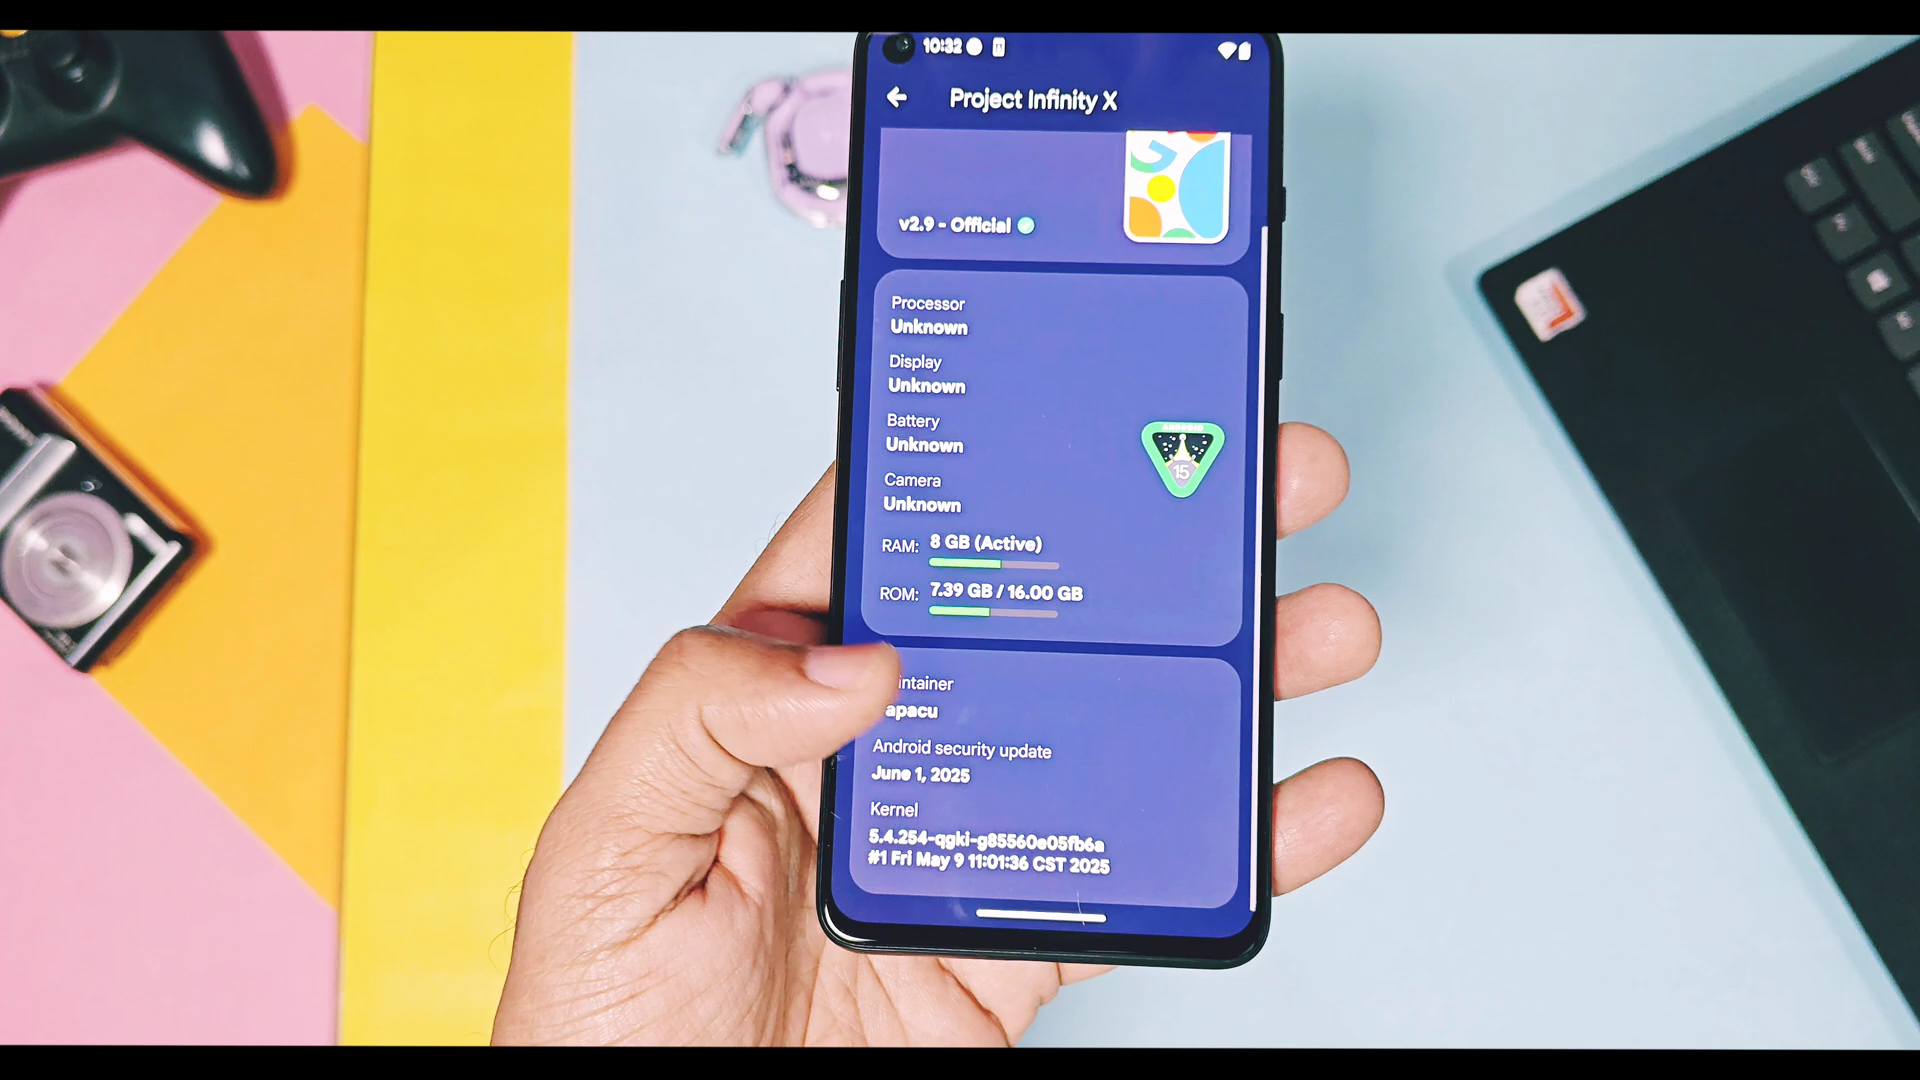 10:32
Project Infinity X
v2.9 - Official
Processor
Unknown
Display
Unknown
Battery
Unknown
Camera
Unknown
ANDROID
15
RAM: 8 GB (Active)
ROM: 7.39 GB / 16.00 GB
intainer
apacu
Android security update
June 1, 2025
Kernel
5.4.254-qgki-g85560e05fb6a
#1 Fri May 9 11:01:36 CST 2025